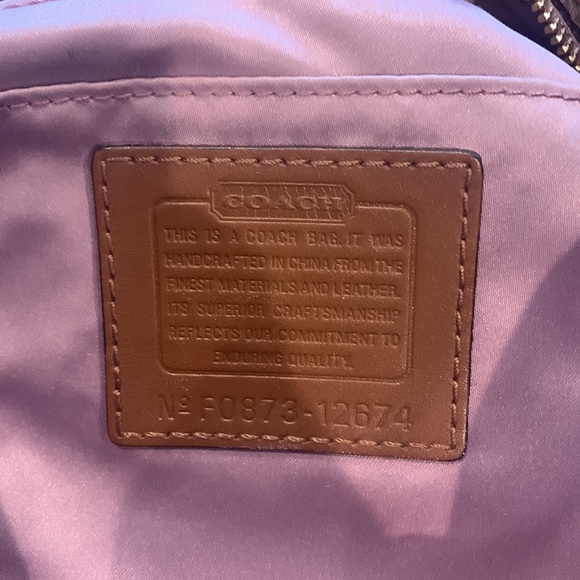 COACH
THIS IS A COACH BAG. IT WAS
HANDCRAFTED IN CHINA FROM THE
FINEST MATERIALS AND LEATHER.
ITS SUPERIOR CRAFTSMANSHIP
REFLECTS OUR COMMITMENT TO
ENDURING QUALITY.
Nº F0873-12674